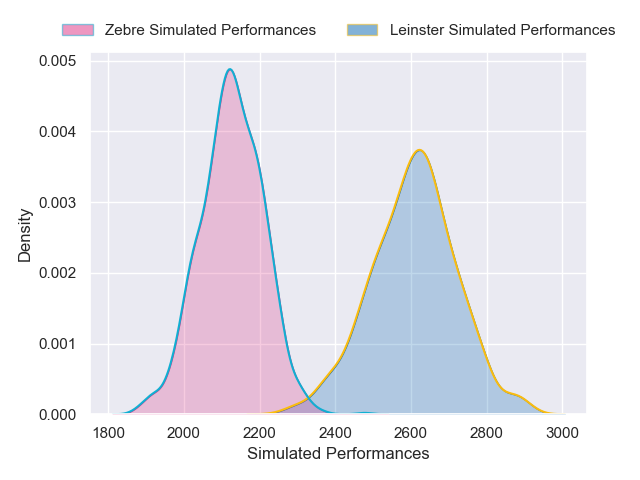 Zebre Simulated Performances Leinster Simulated Performances
0.005
0.004
0.003
0.002
0.001
0.000
Density
1800 2000 2200 2400 2600 2800 3000
Simulated Performances